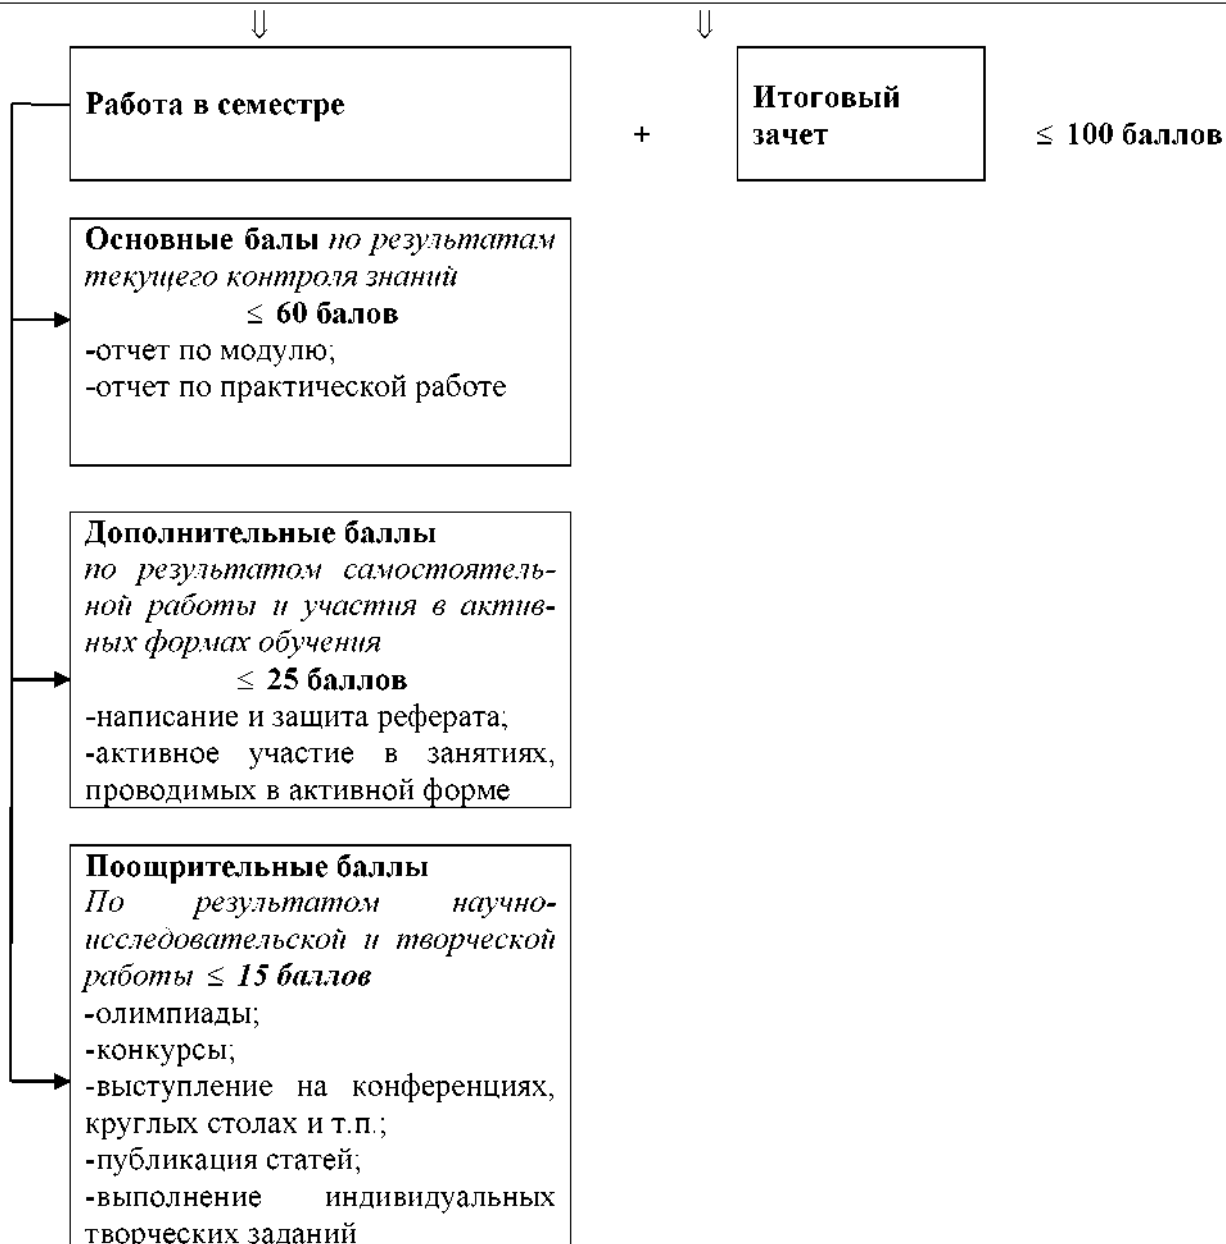 ⇓ ⇓
Работа в семестре
+
Итоговый
зачет
≤ 100 баллов
Основные балы по результатам
текущего контроля знаний
≤ 60 балов
-отчет по модулю;
-отчет по практической работе
Дополнительные баллы
по результатом самостоятель-
ной работы и участия в актив-
ных формах обучения
≤ 25 баллов
-написание и защита реферата;
-активное участие в занятиях,
проводимых в активной форме
Поощрительные баллы
По результатом научно-
исследовательской и творческой
работы ≤ 15 баллов
-олимпиады;
-конкурсы;
-выступление на конференциях,
круглых столах и т.п.;
-публикация статей;
-выполнение индивидуальных
творческих заданий